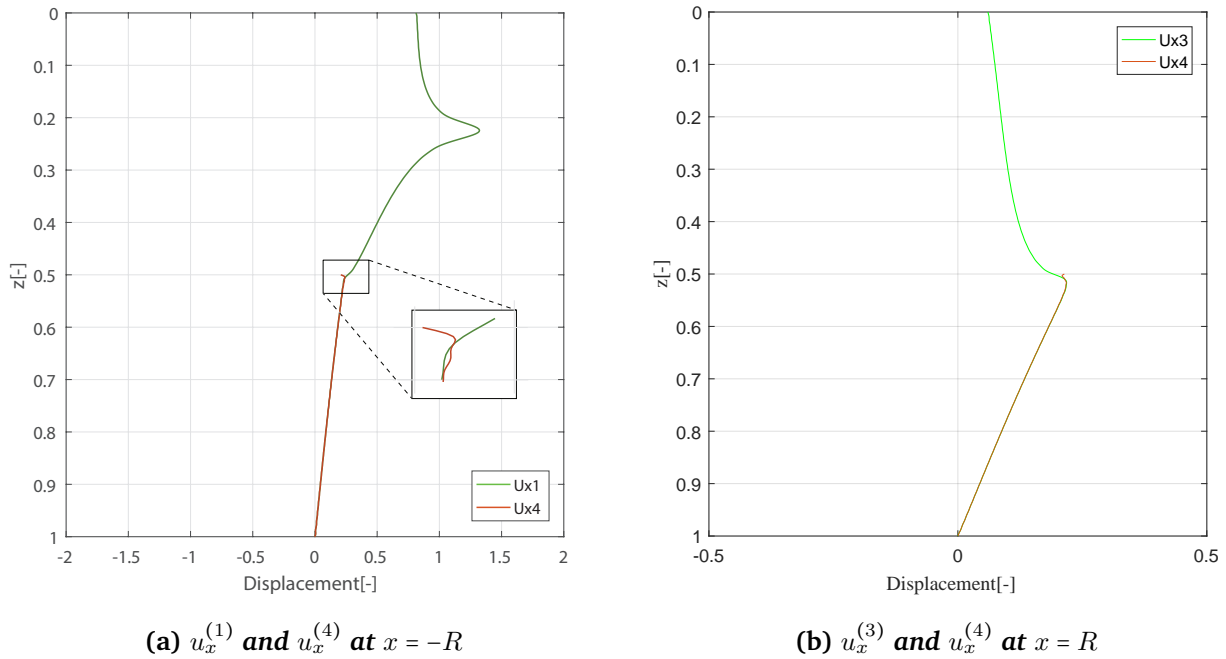 0
0.1
0.2
0.3
0.4
0.5
0.6
0.7
0.8
0.9
1
z[-]
-2 -1.5 -1 -0.5 0 0.5 1 1.5 2
Displacement[-]
Ux1
Ux4
(a) u_x^{(1)} and u_x^{(4)} at x = −R
0
0.1
0.2
0.3
0.4
0.5
0.6
0.7
0.8
0.9
1
z[-]
-0.5 0 0.5
Displacement[-]
Ux3
Ux4
(b) u_x^{(3)} and u_x^{(4)} at x = R